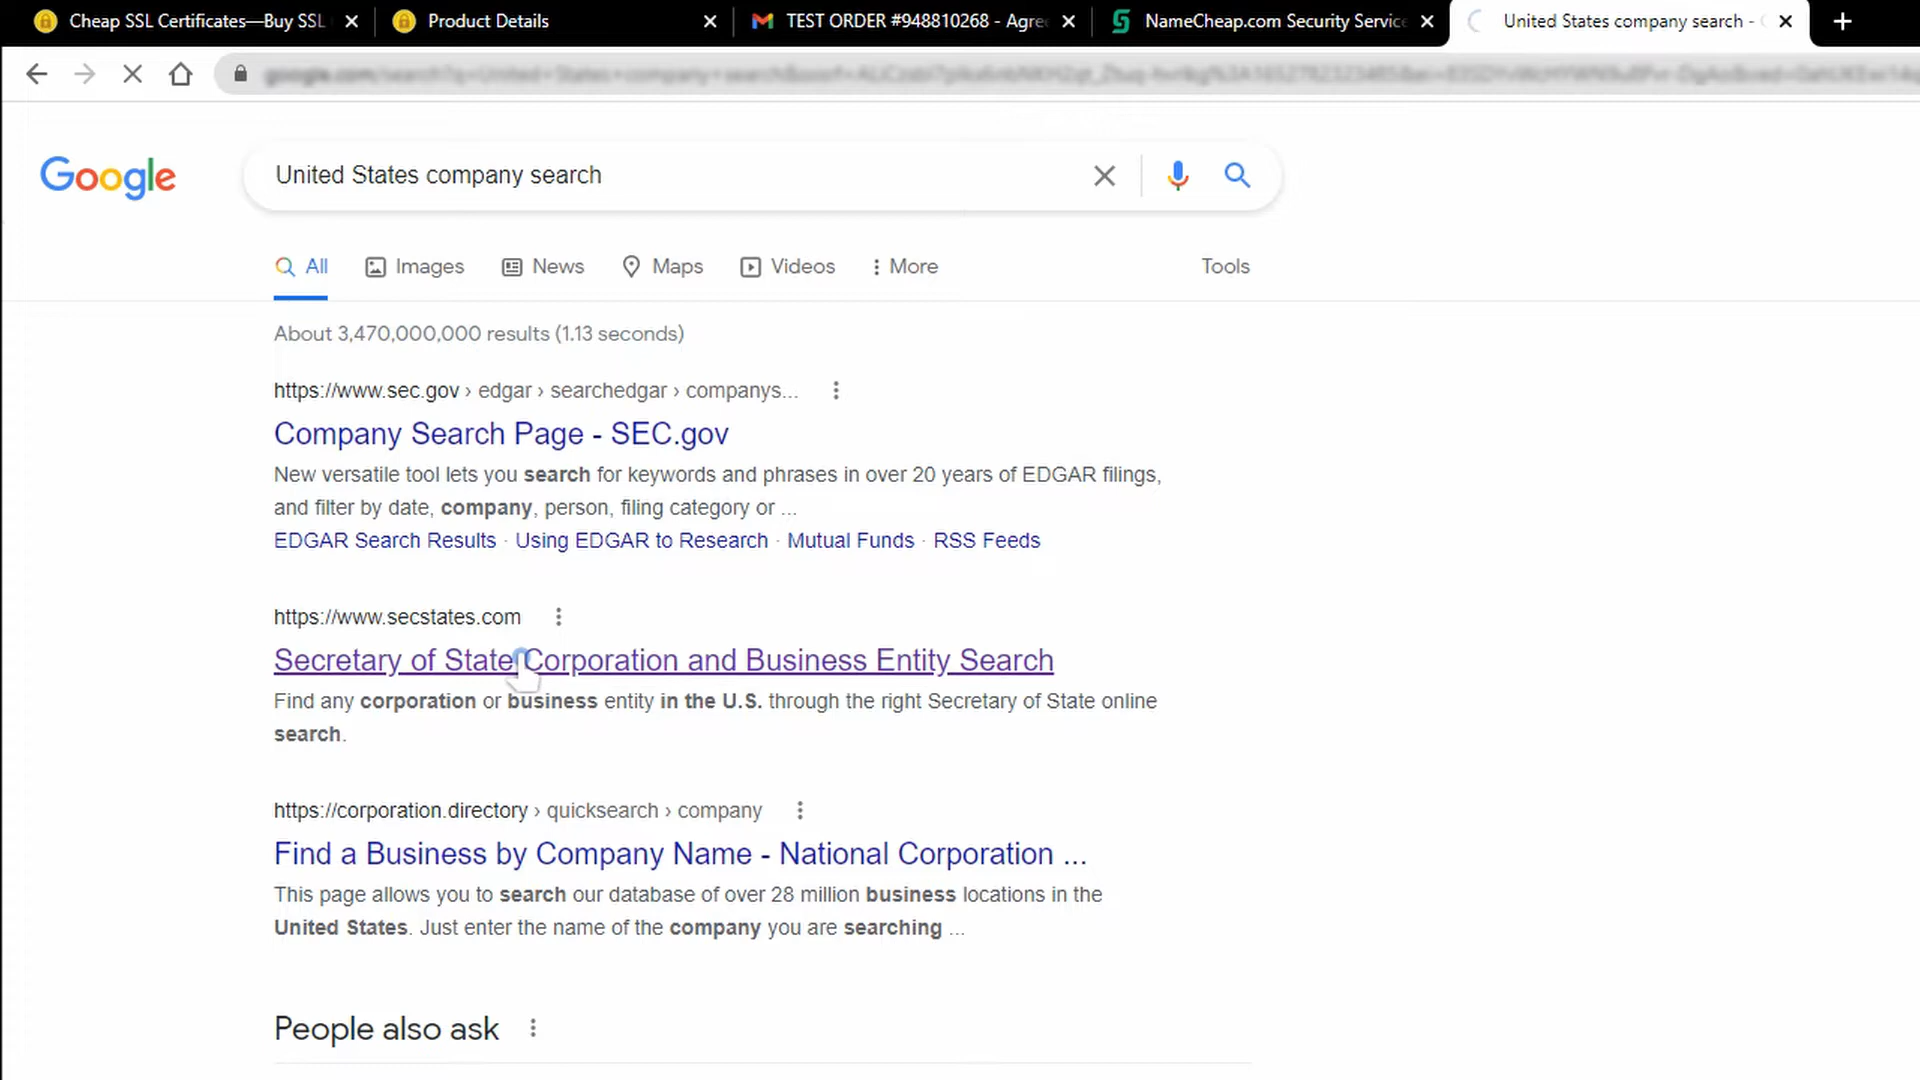 Cheap SSL Certificates—Buy SSL
Product Details
TEST ORDER #948810268 - Agre
NameCheap.com Security Service
United States company search -
Google
United States company search
All
Images
News
Maps
Videos
More
Tools
About 3,470,000,000 results (1.13 seconds)
https://www.sec.gov › edgar › searchedgar › companys...
Company Search Page - SEC.gov
New versatile tool lets you search for keywords and phrases in over 20 years of EDGAR filings,
and filter by date, company, person, filing category or ...
EDGAR Search Results · Using EDGAR to Research · Mutual Funds · RSS Feeds
https://www.secstates.com
Secretary of State Corporation and Business Entity Search
Find any corporation or business entity in the U.S. through the right Secretary of State online
search.
https://corporation.directory › quicksearch › company
Find a Business by Company Name - National Corporation ...
This page allows you to search our database of over 28 million business locations in the
United States. Just enter the name of the company you are searching ...
People also ask